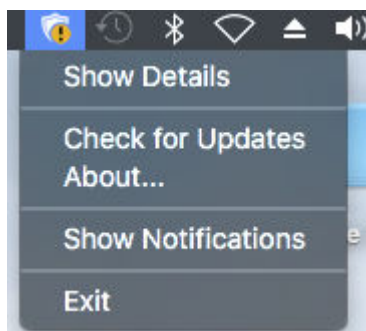 Show Details
Check for Updates
About...
Show Notifications
Exit